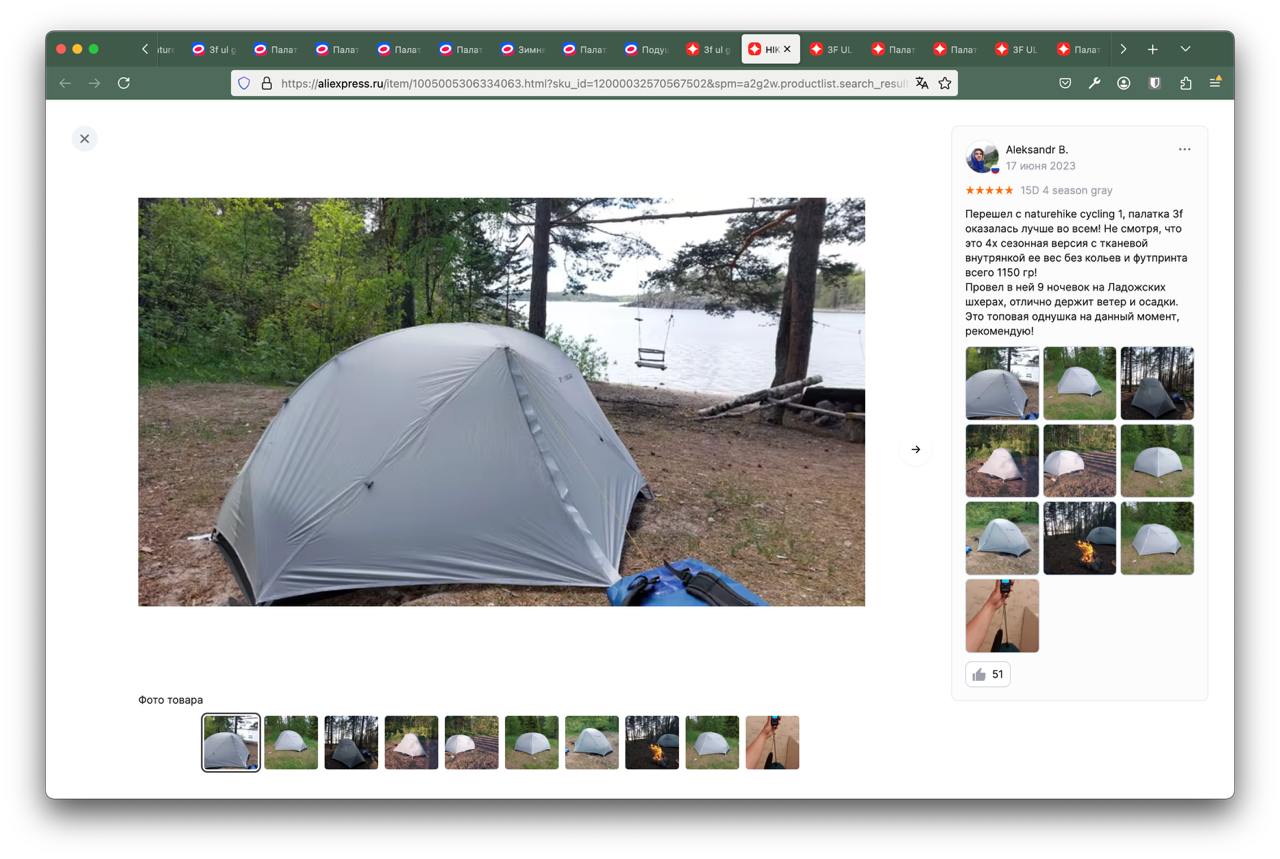 3f ul g
Палат
Палат
Палат
Палат
Зимн
Палат
Подуш
3f ul g
HIK
3F UL
Палат
Палат
3F UL
Палат
https://aliexpress.ru/item/1005005306334063.html?sku_id=12000032570567502&spm=a2g2w.productlist.search_resul
Aleksandr B.
17 июня 2023
15D 4 season gray
Перешел с naturehike cycling 1, палатка 3f
оказалась лучше во всем! Не смотря, что
это 4х сезонная версия с тканевой
внутрянкой ее вес без кольев и футпринта
всего 1150 гр!
Провел в ней 9 ночевок на Ладожских
шхерах, отлично держит ветер и осадки.
Это топовая однушка на данный момент,
рекомендую!
51
Фото товара